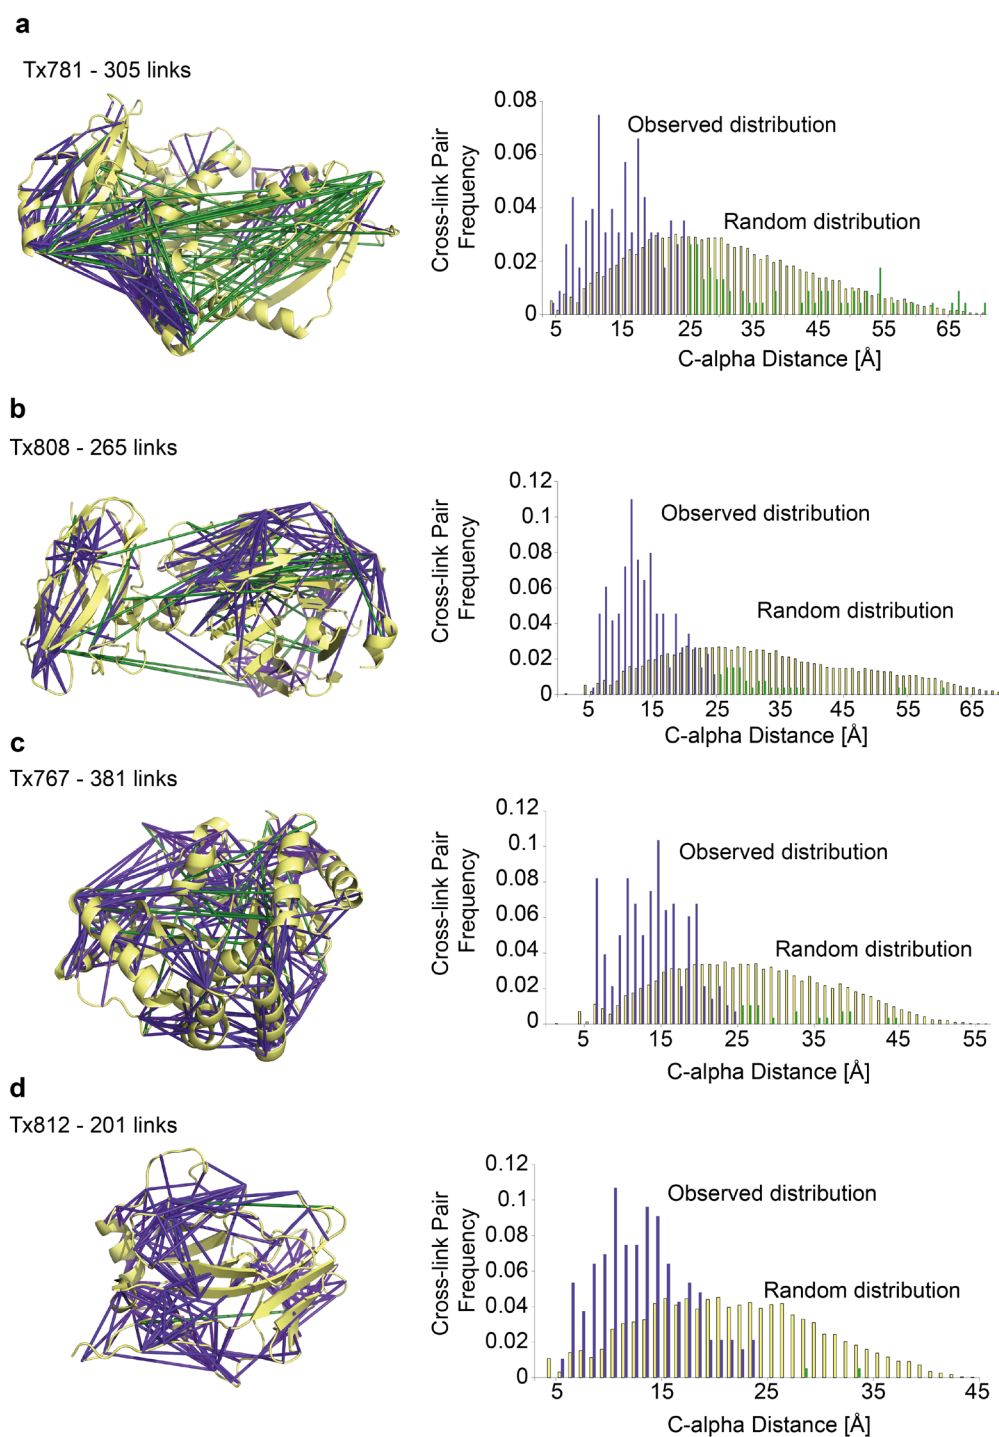 a
Tx781 - 305 links
Cross-link Pair
Frequency
0.08
0.06
0.04
0.02
0
Observed distribution
Random distribution
5 15 25 35 45 55 65
C-alpha Distance [Å]
b
Tx808 - 265 links
Cross-link Pair
Frequency
0.12
0.1
0.08
0.06
0.04
0.02
0
Observed distribution
Random distribution
5 15 25 35 45 55 65
C-alpha Distance [Å]
c
Tx767 - 381 links
Cross-link Pair
Frequency
0.12
0.1
0.08
0.06
0.04
0.02
0
Observed distribution
Random distribution
5 15 25 35 45 55
C-alpha Distance [Å]
d
Tx812 - 201 links
Cross-link Pair
Frequency
0.12
0.1
0.08
0.06
0.04
0.02
0
Observed distribution
Random distribution
5 15 25 35 45
C-alpha Distance [Å]